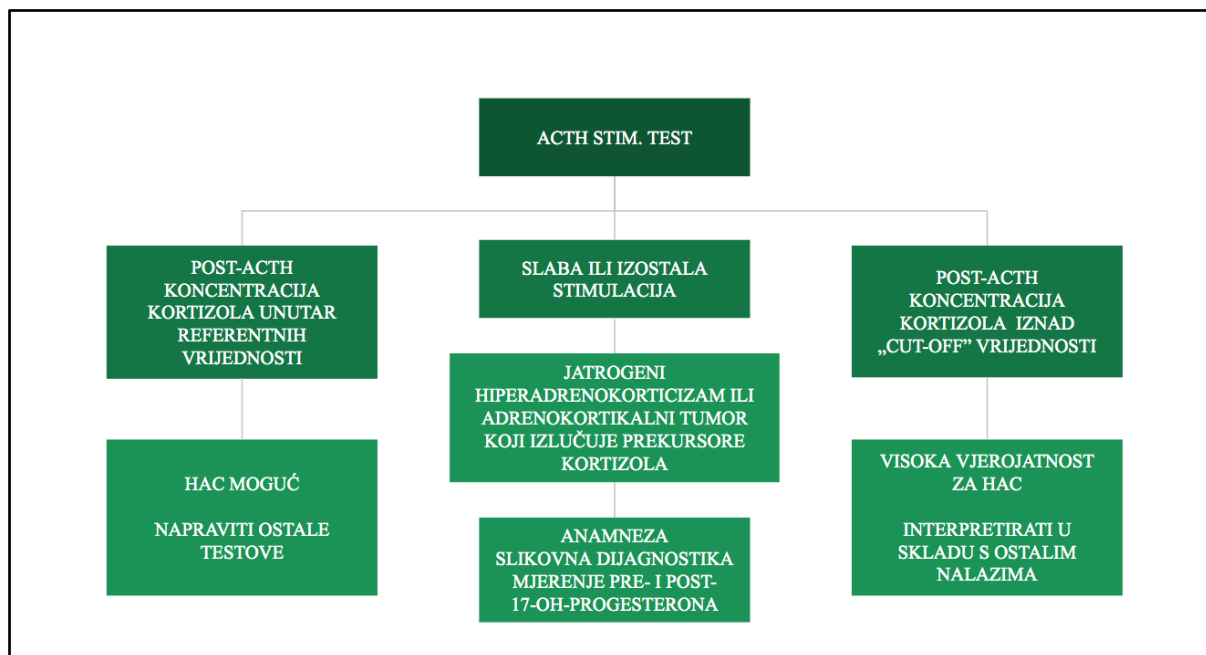 ACTH STIM. TEST
POST-ACTH
KONCENTRACIJA
KORTIZOLA UNUTAR
REFERENTNIH
VRIJEDNOSTI
HAC MOGUĆ
NAPRAVITI OSTALE
TESTOVE
SLABA ILI IZOSTALA
STIMULACIJA
JATROGENI
HIPERADRENOKORTICIZAM ILI
ADRENOKORTIKALNI TUMOR
KOJI IZLUČUJE PREKURSORE
KORTIZOLA
ANAMNEZA
SLIKOVNA DIJAGNOSTIKA
MJERENJE PRE- I POST-
17-OH-PROGESTERONA
POST-ACTH
KONCENTRACIJA
KORTIZOLA IZNAD
„CUT-OFF” VRIJEDNOSTI
VISOKA VJEROJATNOST
ZA HAC
INTERPRETIRATI U
SKLADU S OSTALIM
NALAZIMA